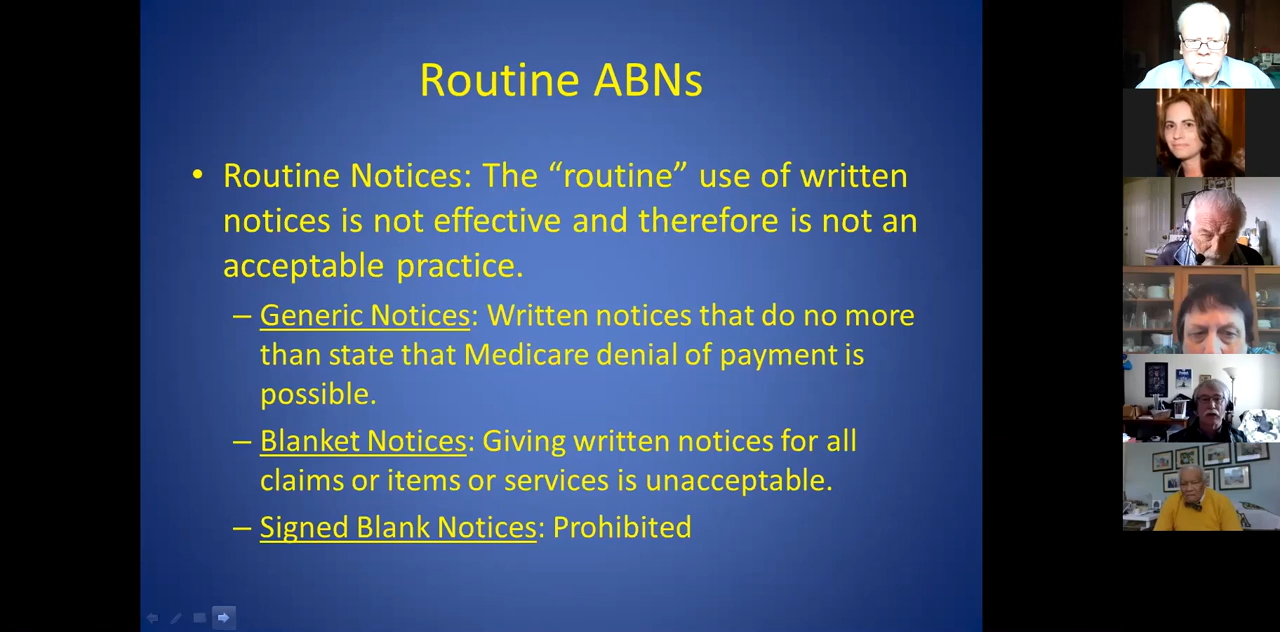 Routine ABNs
• Routine Notices: The “routine” use of written
notices is not effective and therefore is not an
acceptable practice.
– Generic Notices: Written notices that do no more
than state that Medicare denial of payment is
possible.
– Blanket Notices: Giving written notices for all
claims or items or services is unacceptable.
– Signed Blank Notices: Prohibited